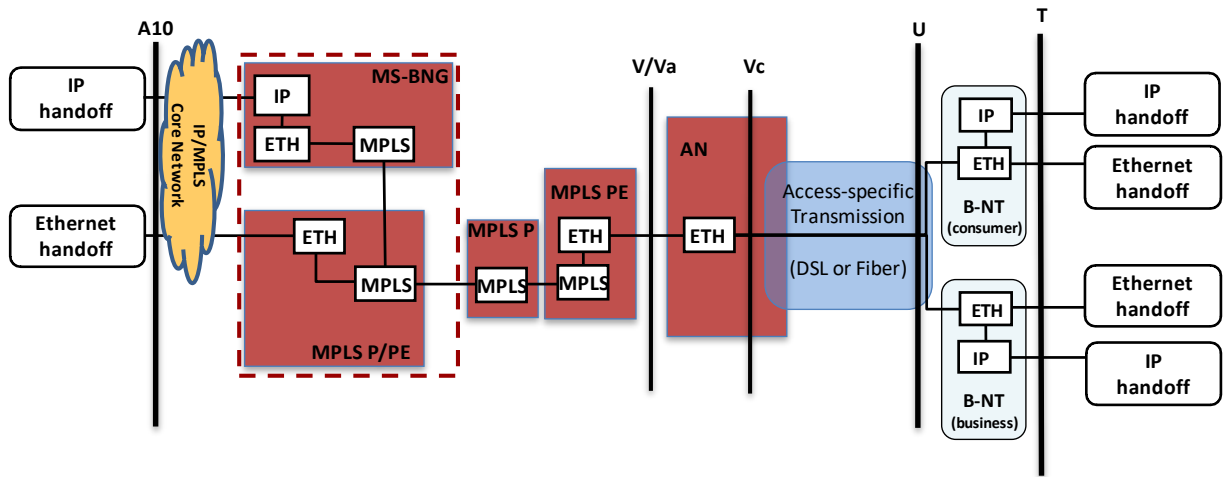 A10
V/Va
Vc
U
T
IP
handoff
Ethernet
handoff
IP/MPLS
Core Network
MS-BNG
IP
ETH
MPLS
ETH
MPLS
MPLS P/PE
MPLS P
MPLS
MPLS PE
ETH
MPLS
AN
ETH
Access-specific
Transmission
(DSL or Fiber)
IP
ETH
B-NT
(consumer)
ETH
IP
B-NT
(business)
IP
handoff
Ethernet
handoff
Ethernet
handoff
IP
handoff